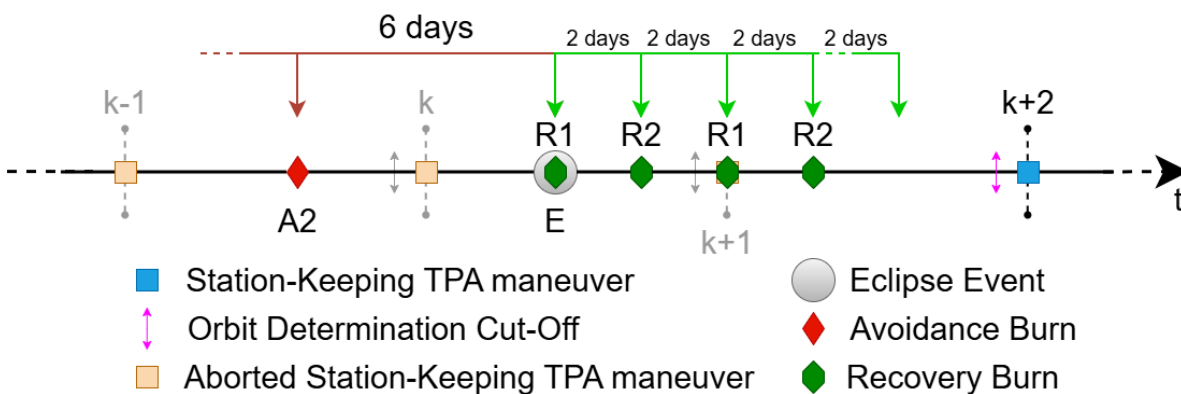 6 days
2 days 2 days 2 days 2 days
k-1 k k+2
R1 R2 R1 R2
A2 E k+1 t
Station-Keeping TPA maneuver
Eclipse Event
Orbit Determination Cut-Off
Avoidance Burn
Aborted Station-Keeping TPA maneuver
Recovery Burn